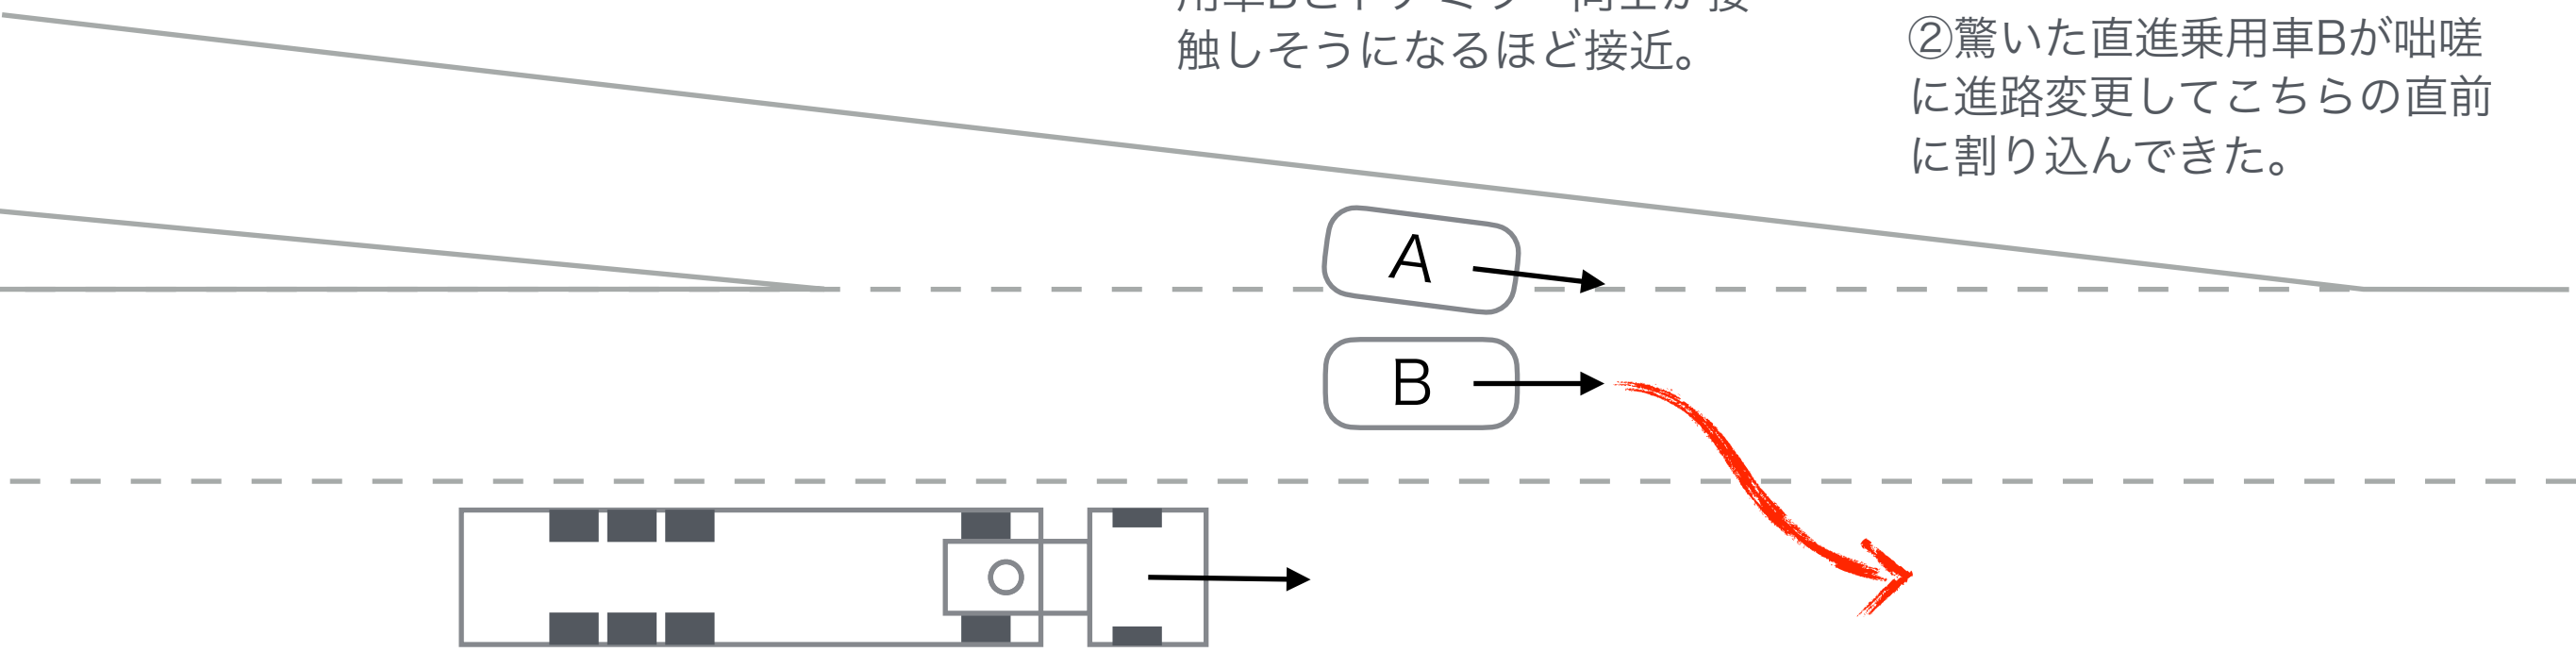 触しそうになるほど接近。
②驚いた直進乗用車Bが咄嗟
に進路変更してこちらの直前
に割り込んできた。
A
B